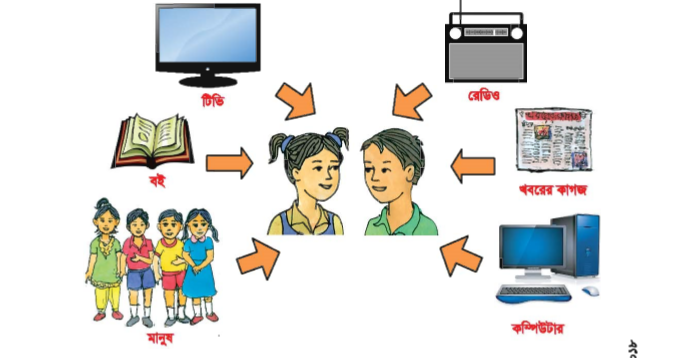 টিভি
রেডিও
বই
খবরের কাগজ
মানুষ
কম্পিউটার